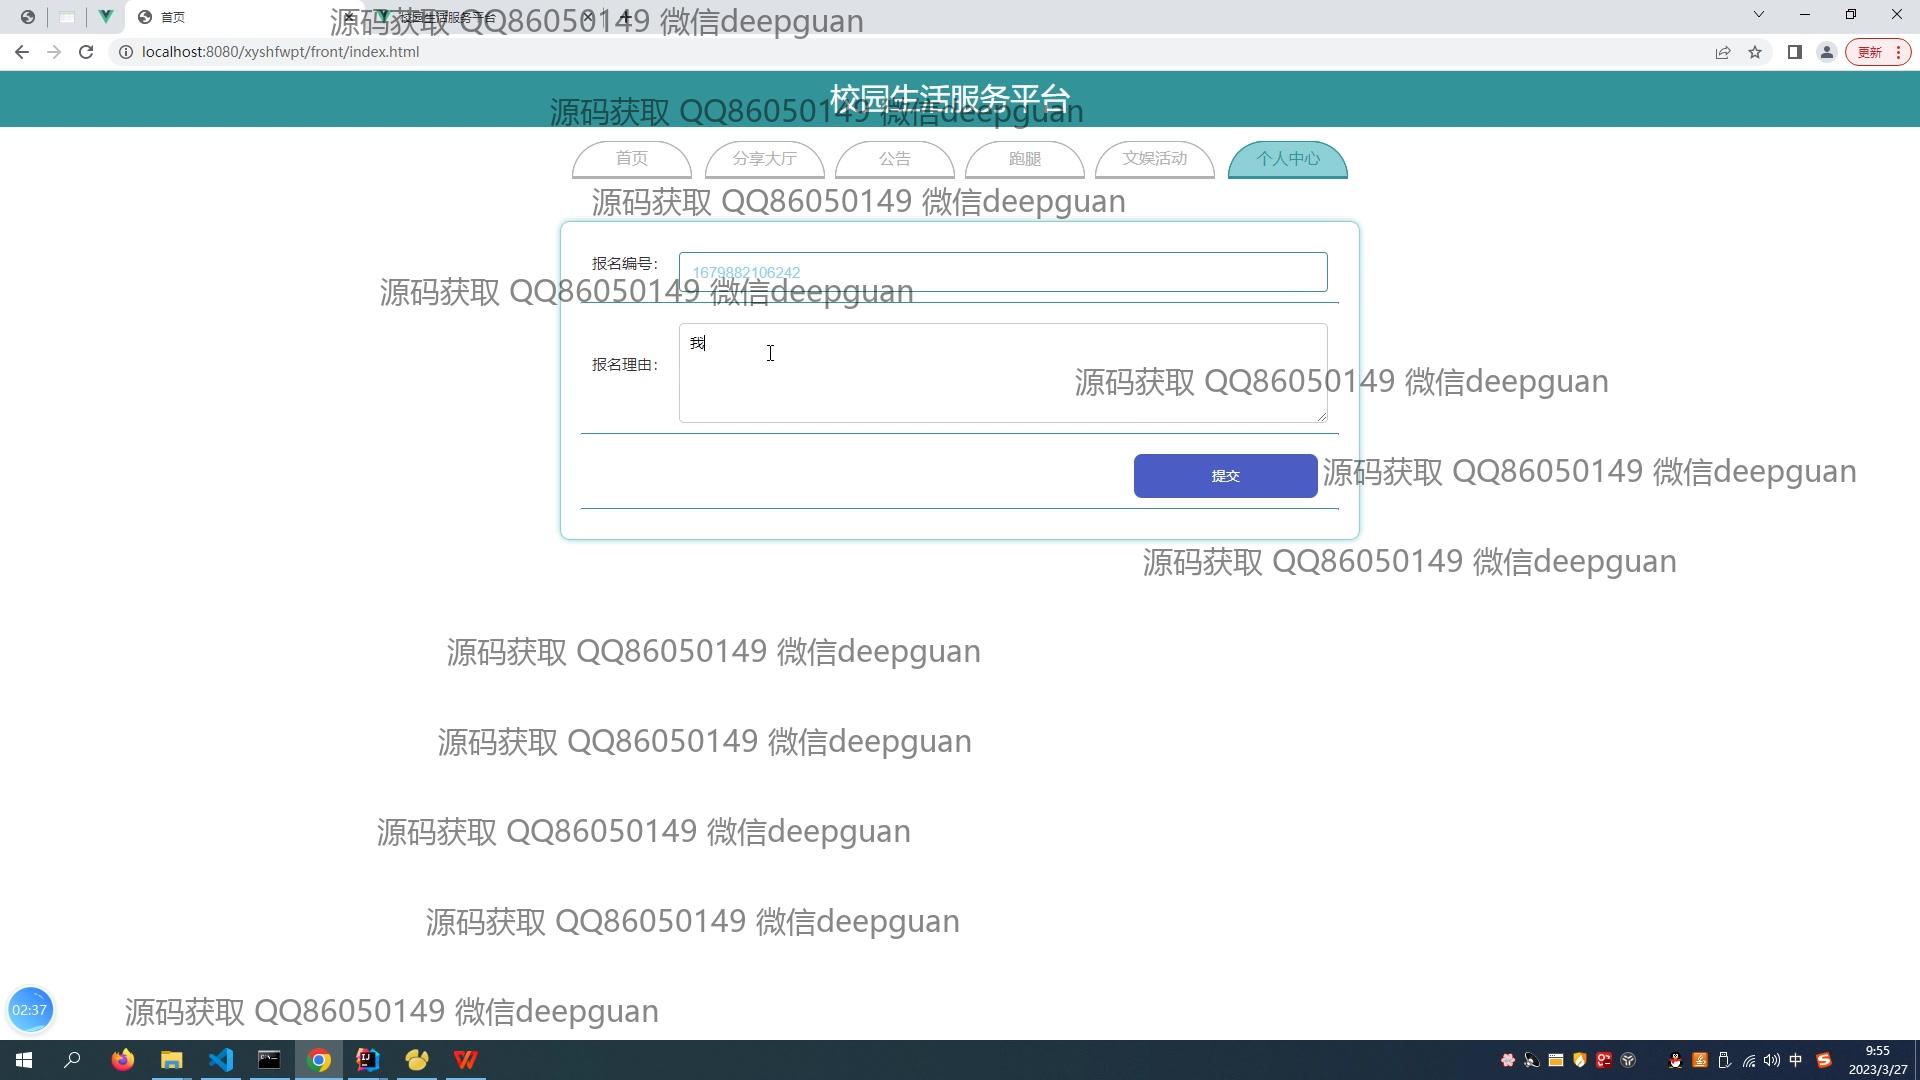 首页
校园生活服务平台
源码获取 QQ86050149 微信deepguan
localhost:8080/xyshfwpt/front/index.html
更新
校园生活服务平台
源码获取 QQ86050149 微信deepguan
首页 分享大厅 公告 跑腿 文娱活动 个人中心
源码获取 QQ86050149 微信deepguan
报名编号：
1679882106242
源码获取 QQ86050149 微信deepguan
我
报名理由：
源码获取 QQ86050149 微信deepguan
提交
源码获取 QQ86050149 微信deepguan
源码获取 QQ86050149 微信deepguan
源码获取 QQ86050149 微信deepguan
源码获取 QQ86050149 微信deepguan
源码获取 QQ86050149 微信deepguan
源码获取 QQ86050149 微信deepguan
02:37
源码获取 QQ86050149 微信deepguan
中
9:55
2023/3/27